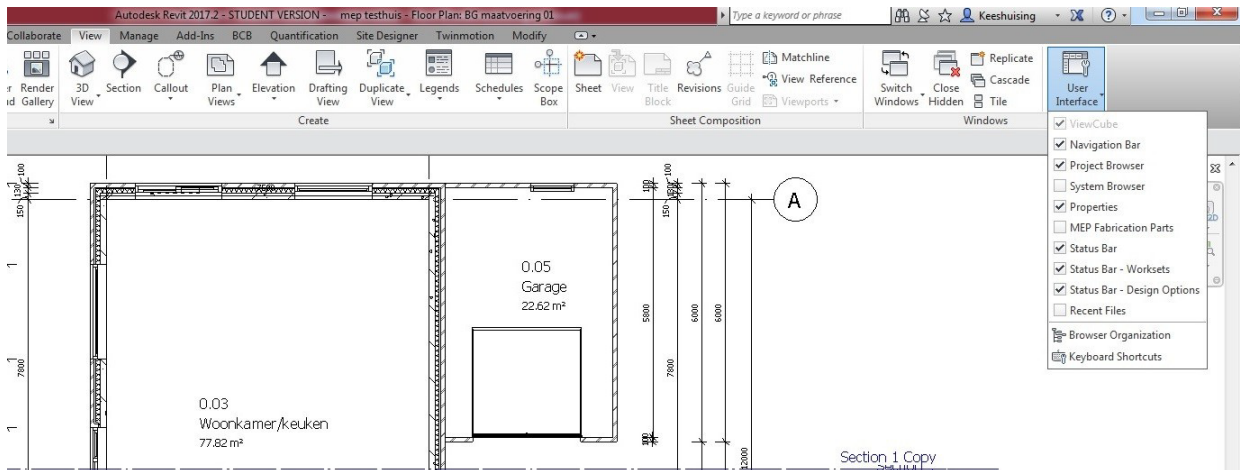 Autodesk Revit 2017.2 - STUDENT VERSION - mep testhuis - Floor Plan: BG maatvoering 01
Type a keyword or phrase
Keeshuising
Collaborate View Manage Add-Ins BCB Quantification Site Designer Twinmotion Modify
Render
Gallery
3D
View
Section
Callout
Plan
Views
Elevation
Drafting
View
Duplicate
View
Legends
Schedules
Scope
Box
Sheet
View
Title
Block
Revisions
Guide
Grid
Matchline
View Reference
Viewports
Switch
Windows
Close
Hidden
Replicate
Cascade
Tile
User
Interface
Create
Sheet Composition
Windows
ViewCube
Navigation Bar
Project Browser
System Browser
Properties
MEP Fabrication Parts
Status Bar
Status Bar - Worksets
Status Bar - Design Options
Recent Files
Browser Organization
Keyboard Shortcuts
100
130
150
7800
100
150
A
0.05
Garage
22.62 m²
5800
6000
6000
7800
12000
0.03
Woonkamer/keuken
77.82 m²
Section 1 Copy